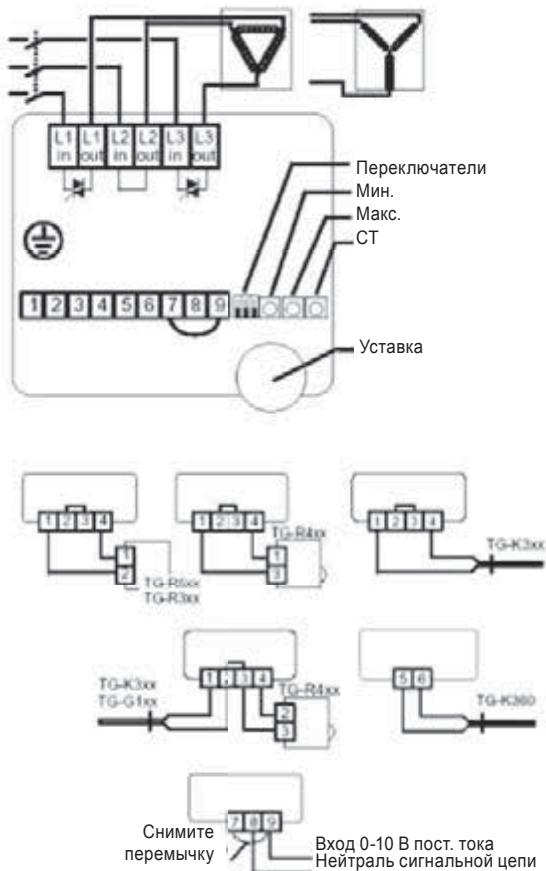 L1 in L1 out L2 in L2 out L3 in L3 out
Переключатели
Мин.
Макс.
СТ
1 2 3 4 5 6 7 8 9
Уставка
1 2 3 4
1
2
TG-R5xx
TG-R3xx
1 2 3 4
TG-R4xx
1
3
1 2 3 4
TG-K3xx
TG-K3xx
TG-G1xx
1 3 4
TG-R4xx
2
3
5 6
TG-K360
Снимите
перемычку
7 8 9
Вход 0-10 В пост. тока
Нейтраль сигнальной цепи